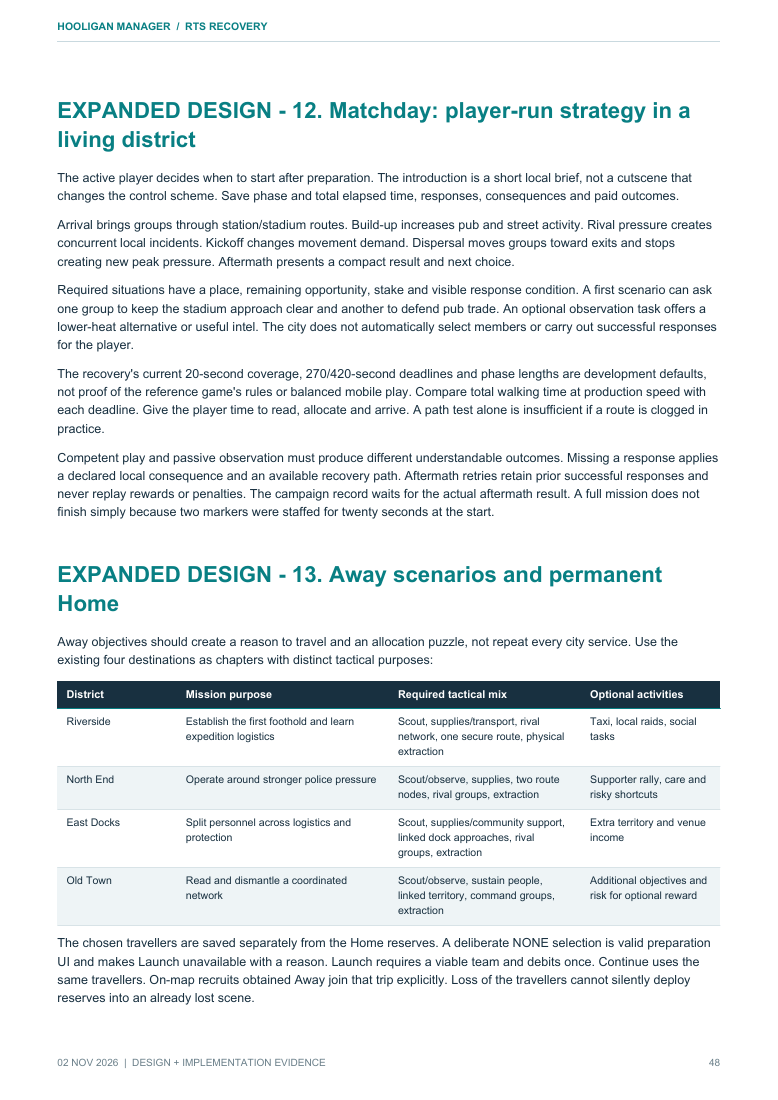 HOOLIGAN MANAGER / RTS RECOVERY
EXPANDED DESIGN - 12. Matchday: player-run strategy in a
living district
The active player decides when to start after preparation. The introduction is a short local brief, not a cutscene that
changes the control scheme. Save phase and total elapsed time, responses, consequences and paid outcomes.
Arrival brings groups through station/stadium routes. Build-up increases pub and street activity. Rival pressure creates
concurrent local incidents. Kickoff changes movement demand. Dispersal moves groups toward exits and stops
creating new peak pressure. Aftermath presents a compact result and next choice.
Required situations have a place, remaining opportunity, stake and visible response condition. A first scenario can ask
one group to keep the stadium approach clear and another to defend pub trade. An optional observation task offers a
lower-heat alternative or useful intel. The city does not automatically select members or carry out successful responses
for the player.
The recovery's current 20-second coverage, 270/420-second deadlines and phase lengths are development defaults,
not proof of the reference game's rules or balanced mobile play. Compare total walking time at production speed with
each deadline. Give the player time to read, allocate and arrive. A path test alone is insufficient if a route is clogged in
practice.
Competent play and passive observation must produce different understandable outcomes. Missing a response applies
a declared local consequence and an available recovery path. Aftermath retries retain prior successful responses and
never replay rewards or penalties. The campaign record waits for the actual aftermath result. A full mission does not
finish simply because two markers were staffed for twenty seconds at the start.
EXPANDED DESIGN - 13. Away scenarios and permanent
Home
Away objectives should create a reason to travel and an allocation puzzle, not repeat every city service. Use the
existing four destinations as chapters with distinct tactical purposes:
District Mission purpose Required tactical mix Optional activities
Riverside Establish the first foothold and learn Scout, supplies/transport, rival Taxi, local raids, social
expedition logistics network, one secure route, physical tasks
extraction
North End Operate around stronger police pressure Scout/observe, supplies, two route Supporter rally, care and
nodes, rival groups, extraction risky shortcuts
East Docks Split personnel across logistics and Scout, supplies/community support, Extra territory and venue
protection linked dock approaches, rival income
groups, extraction
Old Town Read and dismantle a coordinated Scout/observe, sustain people, Additional objectives and
network linked territory, command groups, risk for optional reward
extraction
The chosen travellers are saved separately from the Home reserves. A deliberate NONE selection is valid preparation
UI and makes Launch unavailable with a reason. Launch requires a viable team and debits once. Continue uses the
same travellers. On-map recruits obtained Away join that trip explicitly. Loss of the travellers cannot silently deploy
reserves into an already lost scene.
02 NOV 2026 | DESIGN + IMPLEMENTATION EVIDENCE 48